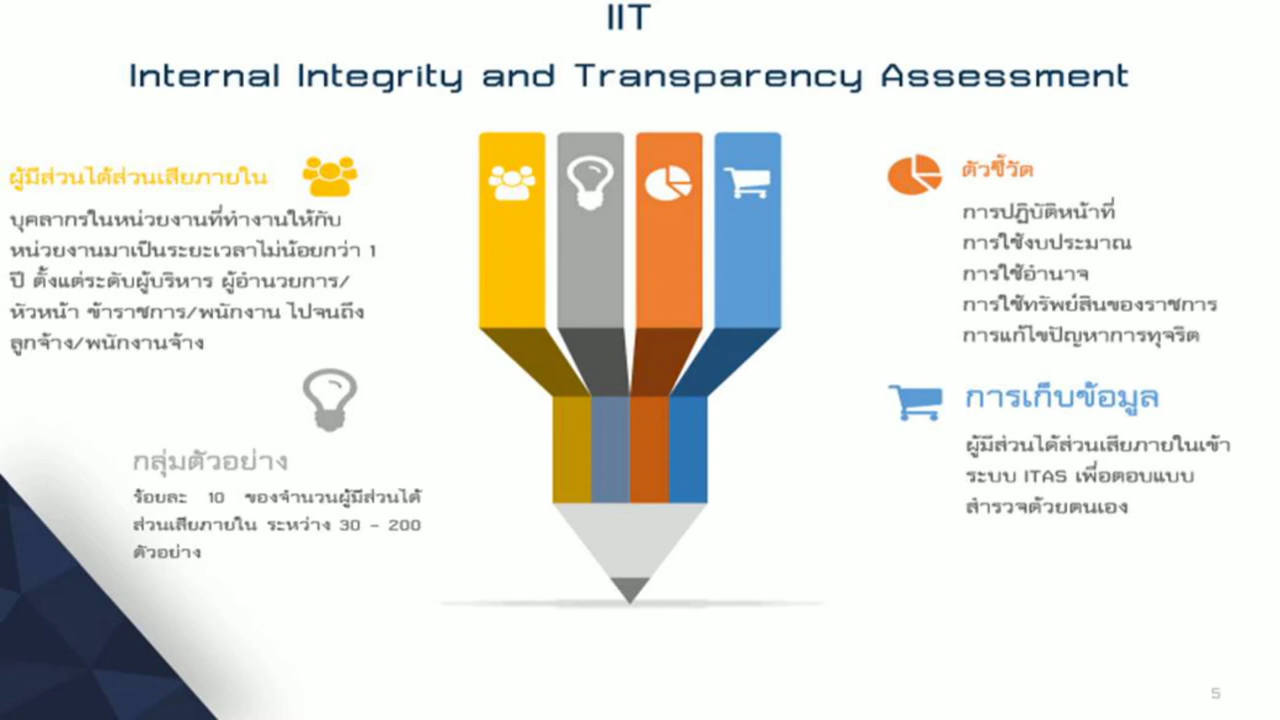 IIT
Internal Integrity and Transparency Assessment
ผู้มีส่วนได้ส่วนเสียภายใน
บุคลากรในหน่วยงานที่ทำงานให้กับ
หน่วยงานมาเป็นระยะเวลาไม่น้อยกว่า 1
ปี ตั้งแต่ระดับผู้บริหาร ผู้อำนวยการ/
หัวหน้า ข้าราชการ/พนักงาน ไปจนถึง
ลูกจ้าง/พนักงานจ้าง
กลุ่มตัวอย่าง
ร้อยละ 10 ของจำนวนผู้มีส่วนได้
ส่วนเสียภายใน ระหว่าง 30 - 200
ตัวอย่าง
ตัวชี้วัด
การปฏิบัติหน้าที่
การใช้งบประมาณ
การใช้อำนาจ
การใช้ทรัพย์สินของราชการ
การแก้ไขปัญหาการทุจริต
การเก็บข้อมูล
ผู้มีส่วนได้ส่วนเสียภายในเข้า
ระบบ ITAS เพื่อตอบแบบ
สำรวจด้วยตนเอง
5